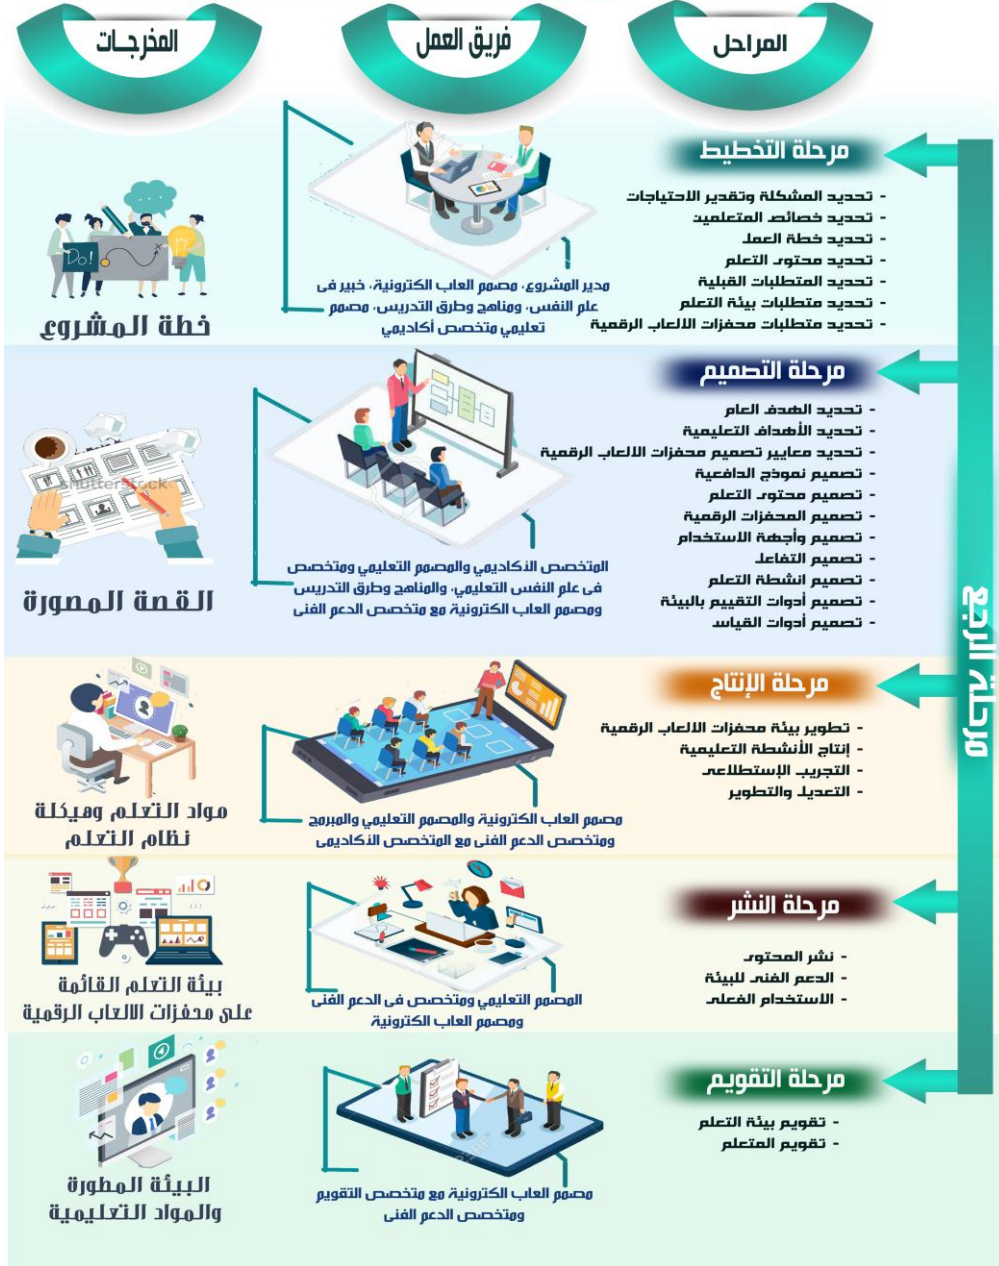 المراحل
فريق العمل
المخرجات
مرحلة الرجع
مرحلة التخطيط
- تحديد المشكلة وتقدير الاحتياجات
- تحديد خصائص المتعلمين
- تحديد خطة العمل
- تحديد محتوى التعلم
- تحديد المتطلبات القبلية
- تحديد متطلبات بيئة التعلم
- تحديد متطلبات محفزات الالعاب الرقمية
مدير المشروع، مصمم العاب الكترونية، خبير فى
علم النفس، ومناهج وطرق التدريس، مصمم
تعليمي متخصص أكاديمي
Do!
خطة المشروع
مرحلة التصميم
- تحديد الهدف العام
- تحديد الأهداف التعليمية
- تحديد معايير تصميم محفزات الالعاب الرقمية
- تصميم نموذج الدافعية
- تصميم محتوى التعلم
- تصميم المحفزات الرقمية
- تصميم وأجهة الاستخدام
- تصميم التفاعل
- تصميم انشطة التعلم
- تصميم أدوات التقييم بالبيئة
- تصميم أدوات القياس
المتخصص الأكاديمي والمصمم التعليمي ومتخصص
فى علم النفس التعليمي، والمناهج وطرق التدريس
ومصمم العاب الكترونية مع متخصص الدعم الفنى
shutterstock
القصة المصورة
مرحلة الإنتاج
- تطوير بيئة محفزات الالعاب الرقمية
- إنتاج الأنشطة التعليمية
- التجريب الإستطلاعى
- التعديل والتطوير
مصمم العاب الكترونية والمصمم التعليمي والمبرمج
ومتخصص الدعم الفنى مع المتخصص الأكاديمى
مواد التعلم وهيكلة
نظام التعلم
مرحلة النشر
- نشر المحتوى
- الدعم الفنى للبيئة
- الاستخدام الفعلى
المصمم التعليمي ومتخصص فى الدعم الفنى
ومصمم العاب الكترونية
بيئة التعلم القائمة
على محفزات الالعاب الرقمية
مرحلة التقويم
- تقويم بيئة التعلم
- تقويم المتعلم
مصمم العاب الكترونية مع متخصص التقويم
ومتخصص الدعم الفنى
البيئة المطورة
والمواد التعليمية